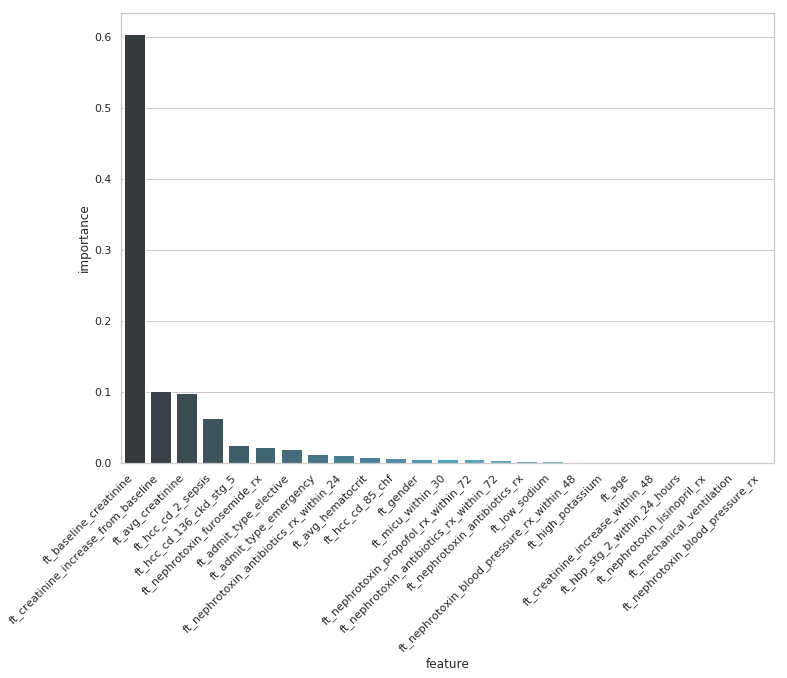 0.6
0.5
0.4
0.3
0.2
0.1
0.0
importance
ft_baseline_creatinine
ft_creatinine_increase_from_baseline
ft_avg_creatinine
ft_hcc_cd_2_sepsis
ft_hcc_cd_136_ckd_stg_5
ft_nephrotoxin_furosemide_rx
ft_admit_type_elective
ft_admit_type_emergency
ft_nephrotoxin_antibiotics_rx_within_24
ft_avg_hematocrit
ft_hcc_cd_85_chf
ft_gender
ft_micu_within_30
ft_nephrotoxin_propofol_rx_within_72
ft_nephrotoxin_antibiotics_rx_within_72
ft_nephrotoxin_antibiotics_rx
ft_low_sodium
ft_nephrotoxin_blood_pressure_rx_within_48
ft_high_potassium
ft_age
ft_creatinine_increase_within_48
ft_hbp_stg_2_within_24_hours
ft_nephrotoxin_lisinopril_rx
ft_mechanical_ventilation
ft_nephrotoxin_blood_pressure_rx
feature